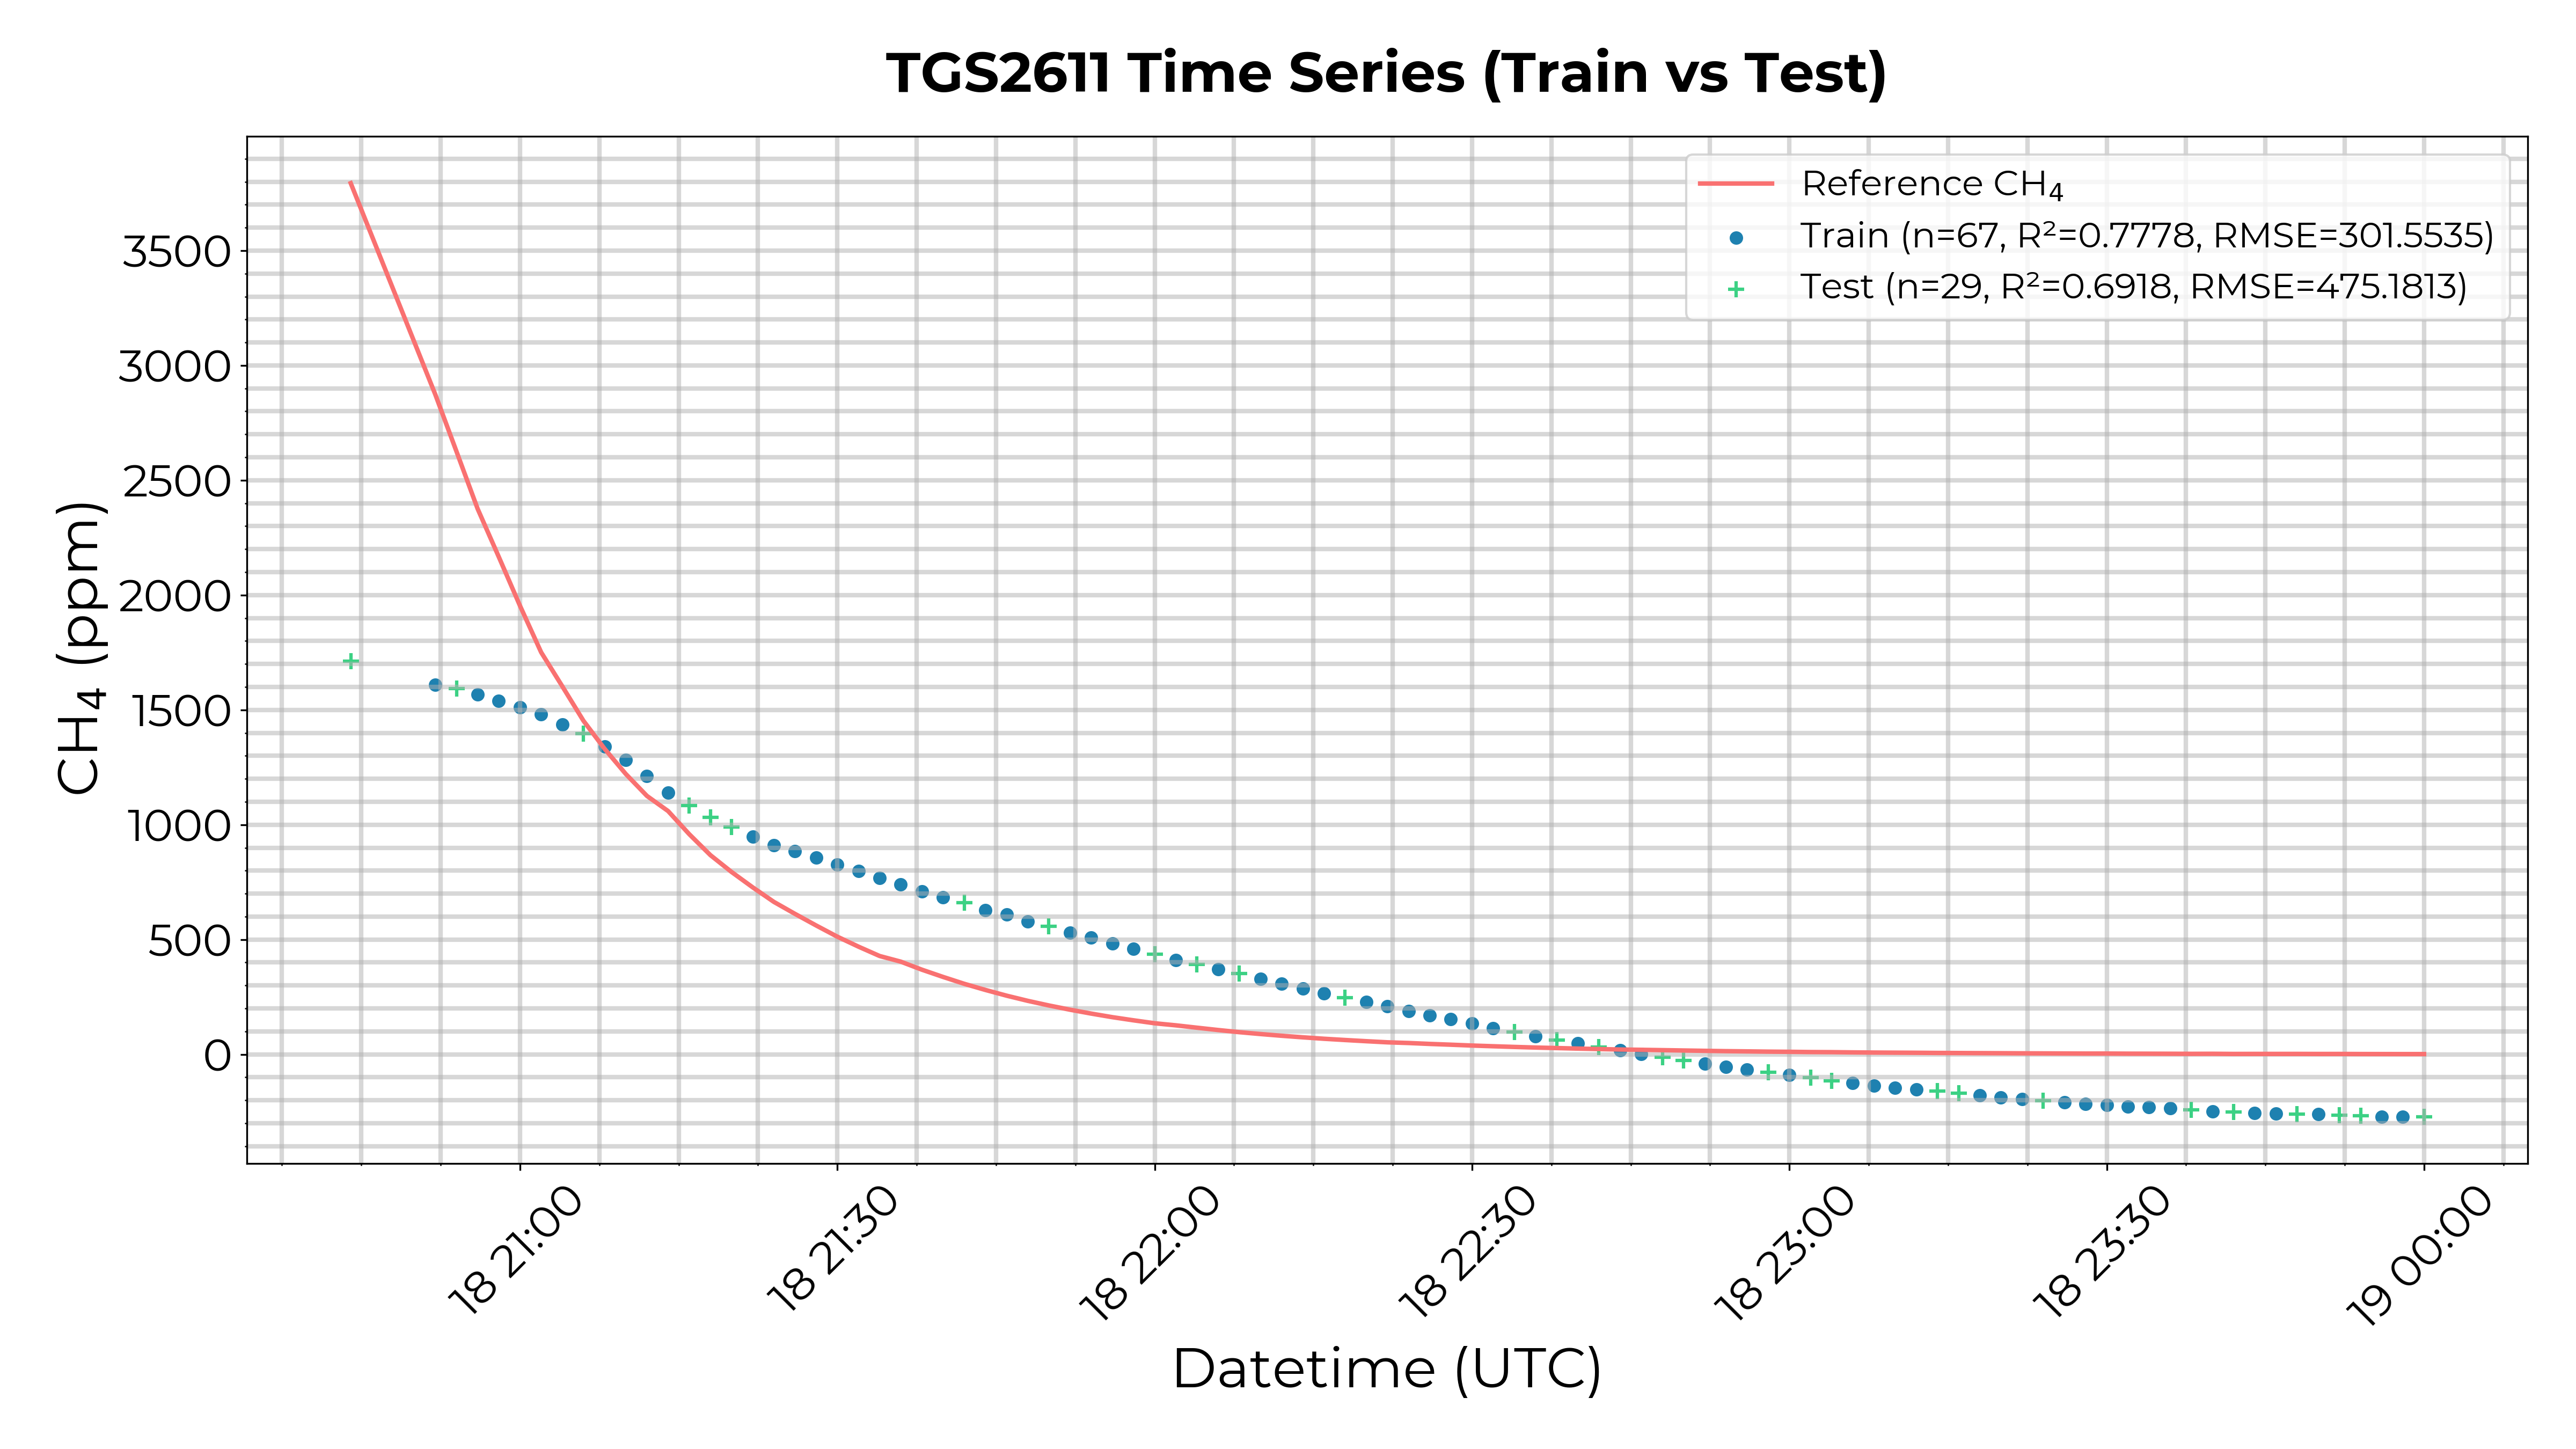 TGS2611 Time Series (Train vs Test)
Reference CH₄
Train (n=67, R²=0.7778, RMSE=301.5535)
Test (n=29, R²=0.6918, RMSE=475.1813)
CH₄ (ppm)
3500
3000
2500
2000
1500
1000
500
0
18 21:00
18 21:30
18 22:00
18 22:30
18 23:00
18 23:30
19 00:00
Datetime (UTC)